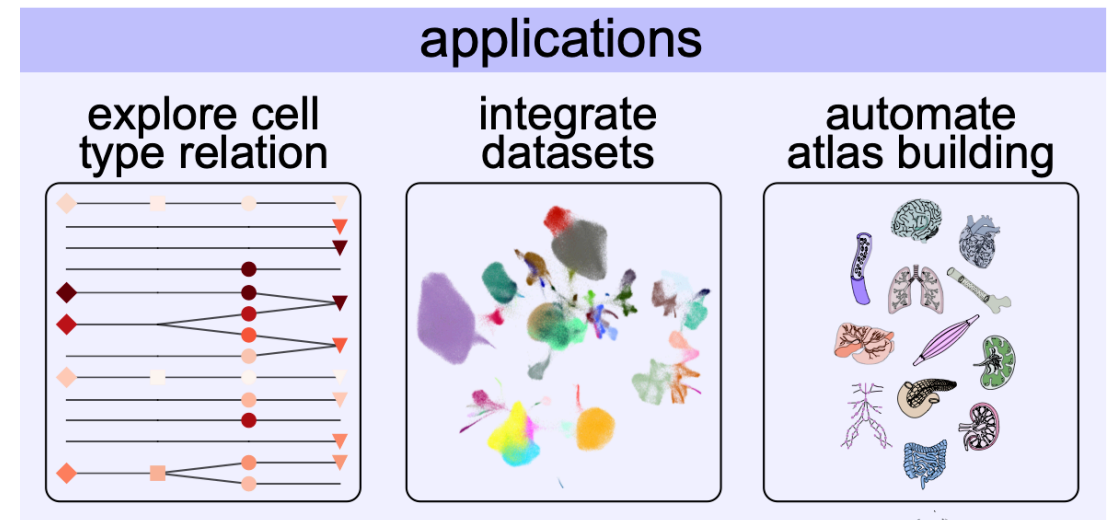 applications
explore cell
type relation
integrate
datasets
automate
atlas building